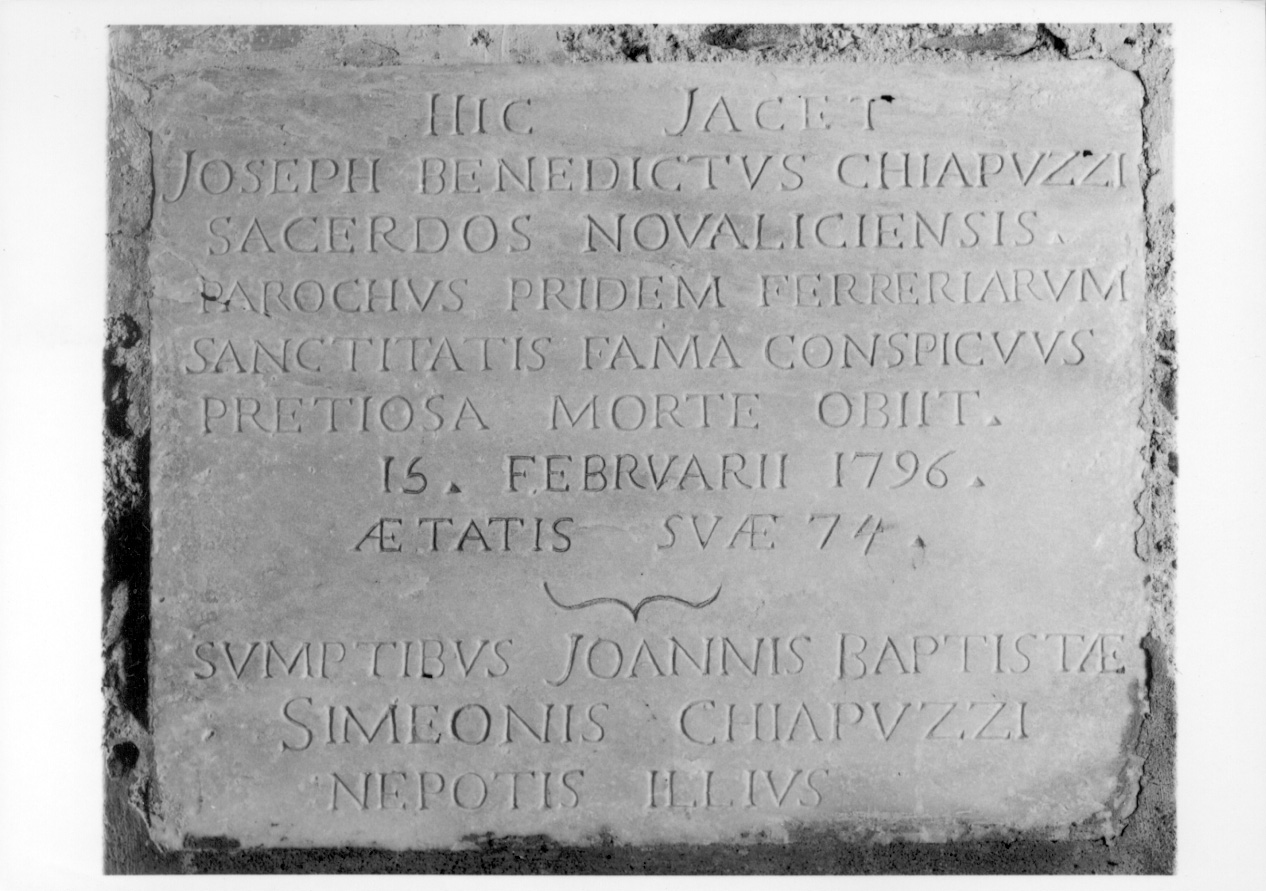 HIC JACET
JOSEPH BENEDICTVS CHIAPVZZI
SACERDOS NOVALICIENSIS.
PAROCHVS PRIDEM FERRERIARVM
SANCTITATIS FAMA CONSPICVVS
PRETIOSA MORTE OBIIT.
15. FEBRVARII 1796.
ÆTATIS SVÆ 74.
SVMPTIBVS JOANNIS BAPTISTÆ
SIMEONIS CHIAPVZZI
NEPOTIS ILLIVS